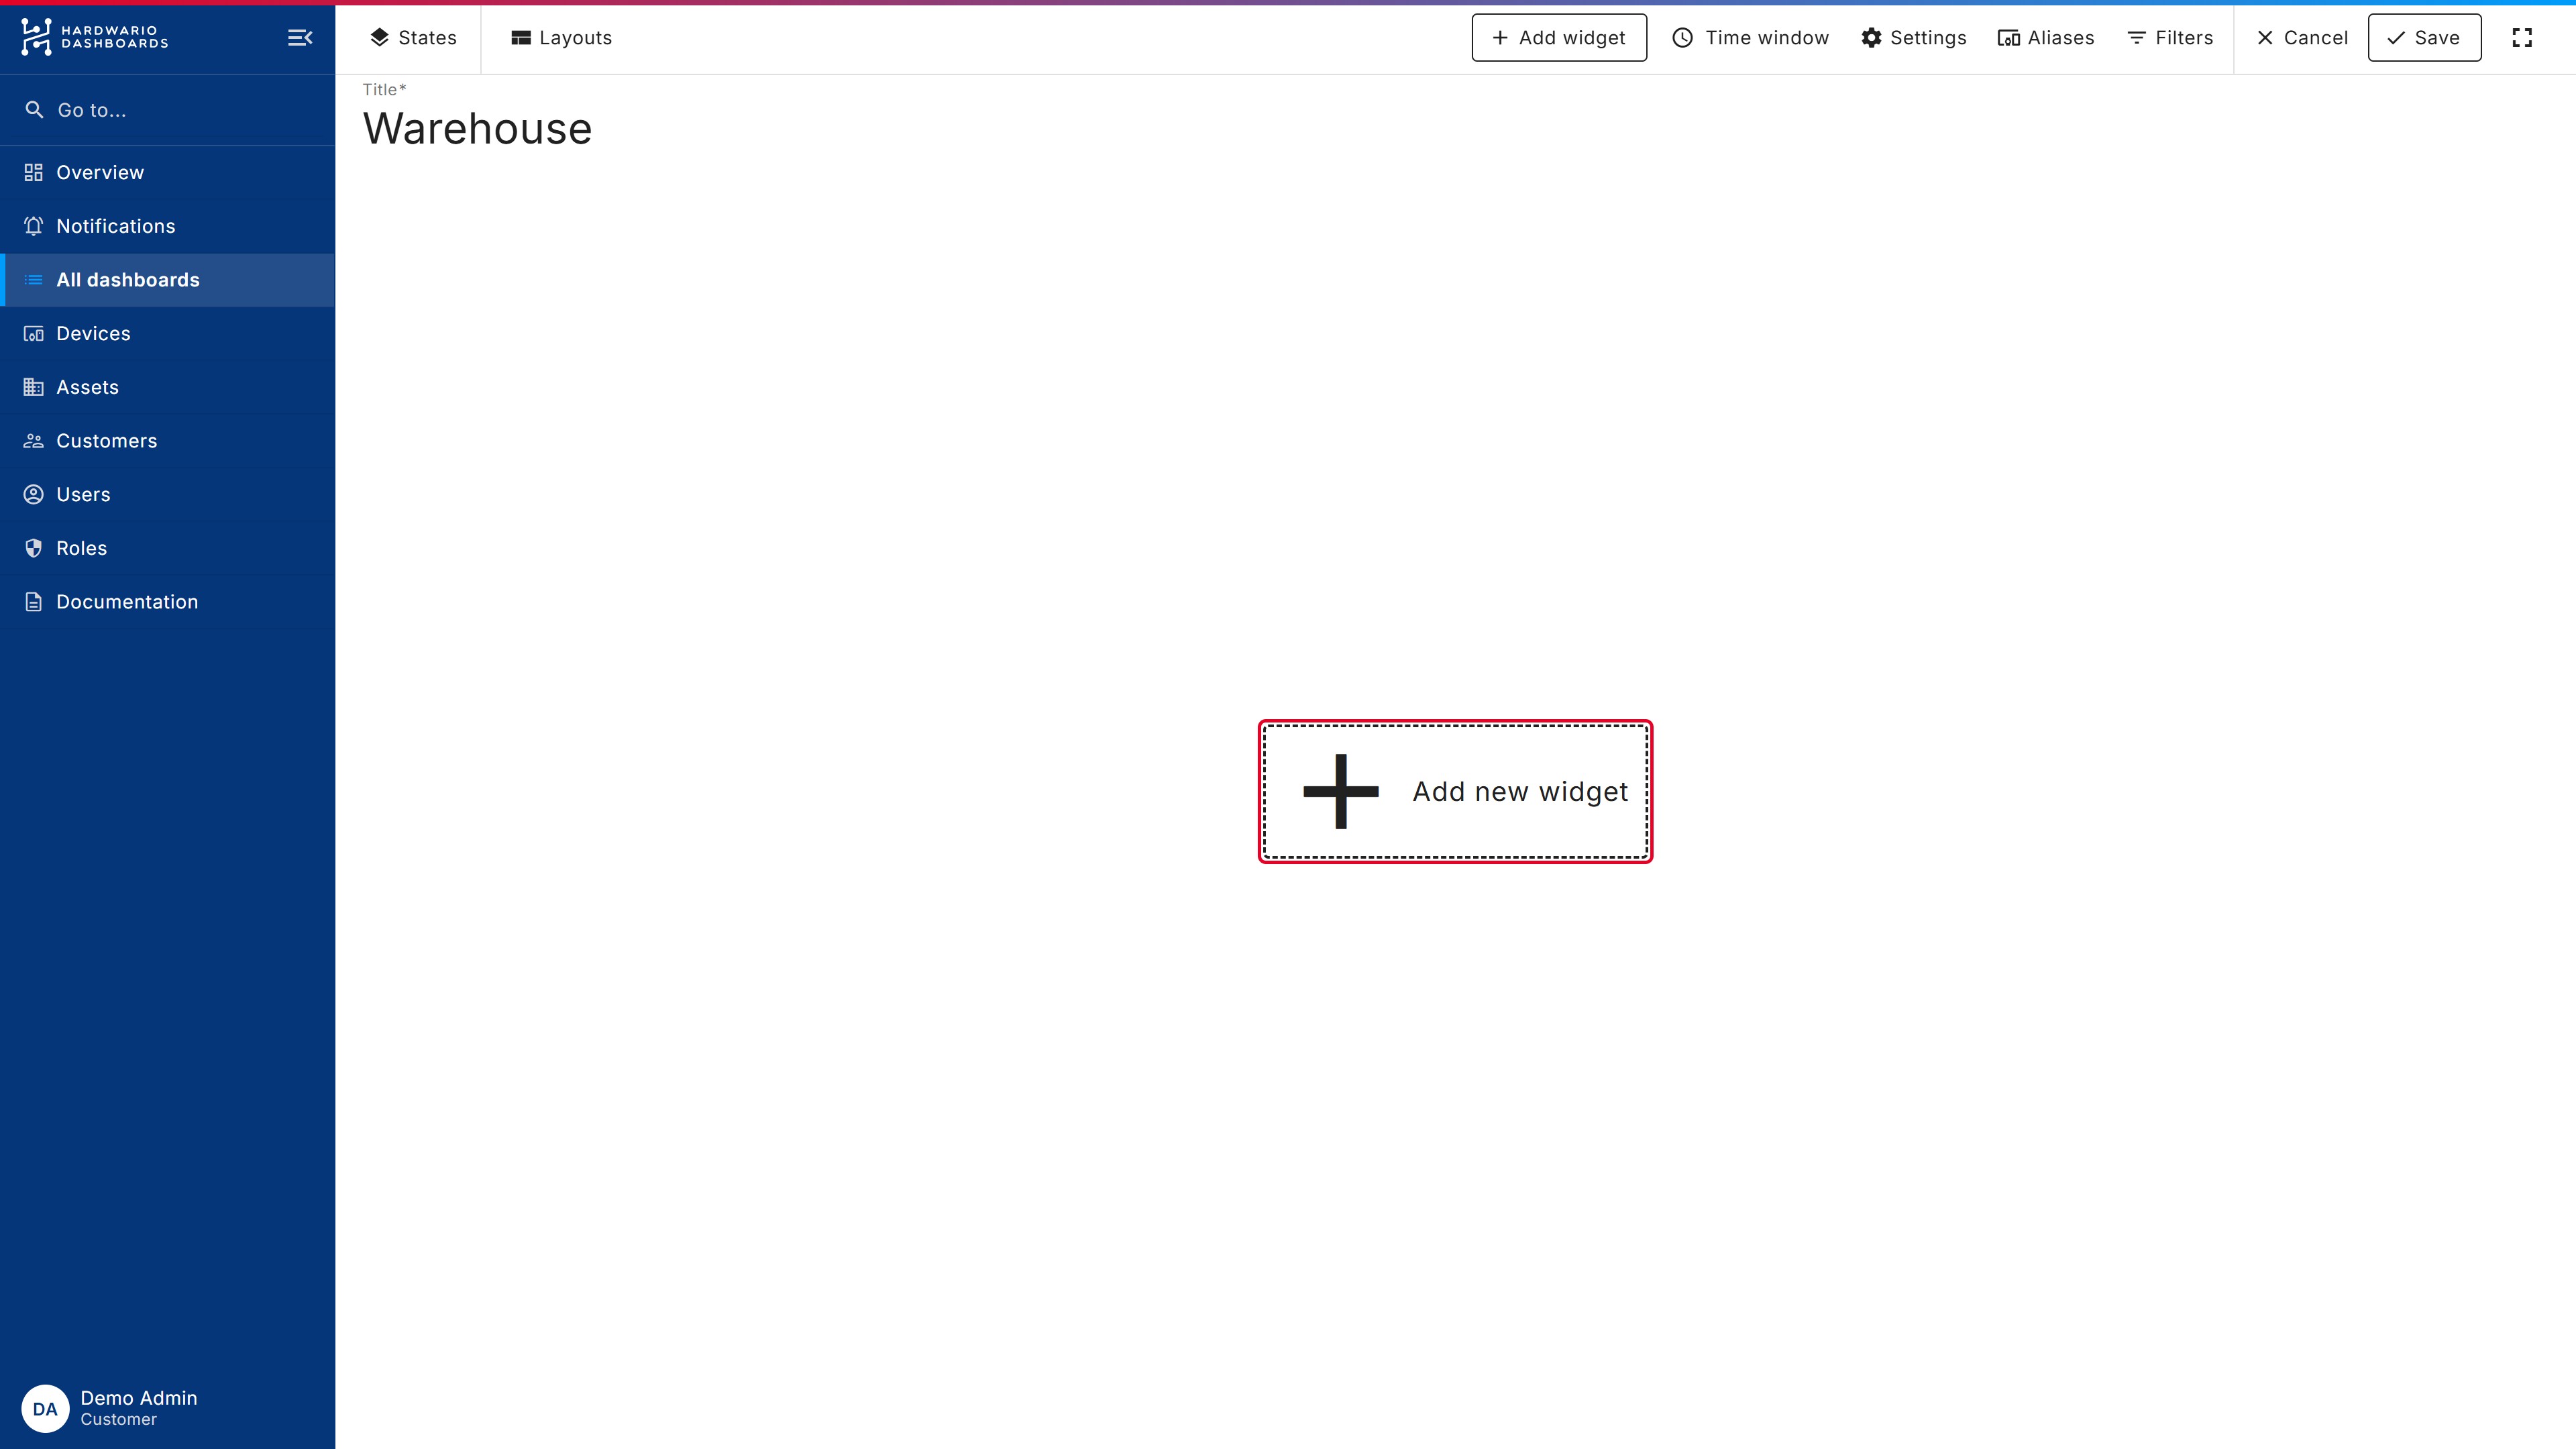 HARDWARIO
DASHBOARDS
Go to...
Overview
Notifications
All dashboards
Devices
Assets
Customers
Users
Roles
Documentation
DA
Demo Admin
Customer
States
Layouts
Add widget
Time window
Settings
Aliases
Filters
Cancel
Save
Title*
Warehouse
Add new widget